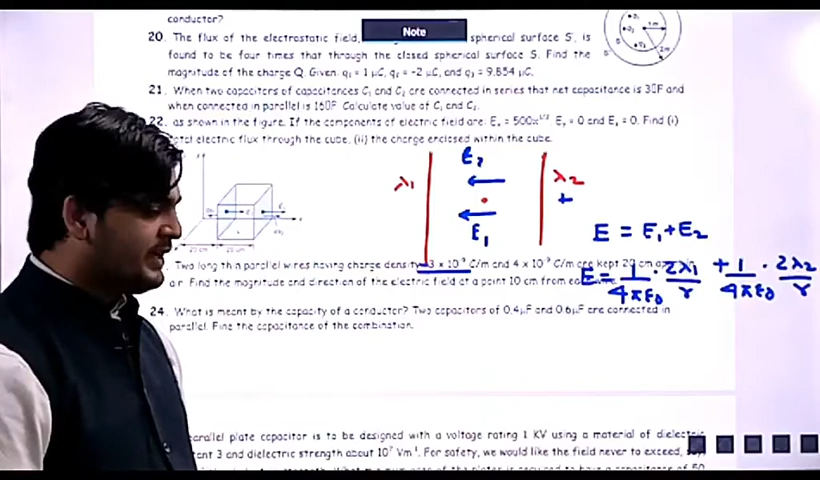 conductor?
Note
20. The flux of the electrostatic field, spherical surface S', is
found to be four times that through the closed spherical surface S. Find the
magnitude of the charge Q. Given: q₁ = 1 μC, q₂ = -2 μC, and q₃ = 9.854 μC.
21. When two capacitors of capacitances C₁ and C₂ are connected in series that net capacitance is 3 F and
when connected in parallel is 16 F. Calculate value of C₁ and C₂.
22. as shown in the figure. If the components of electric field are: Eₓ = 500x¹/² Eᵧ = 0 and E₂ = 0. Find (i)
total electric flux through the cube, (ii) the charge enclosed within the cube.
λ₁
E₂
λ₂
+
E₁
E = E₁ + E₂
20 cm 20 cm
Two long thin parallel wires having charge density -3 x 10⁻⁹ C/m and 4 x 10⁻⁹ C/m are kept 20 cm
air. Find the magnitude and direction of the electric field at a point 10 cm from each wire.
E = 1/4πε₀ · 2λ₁/r + 1/4πε₀ · 2λ₂/r
24. What is meant by the capacity of a conductor? Two capacitors of 0.4μF and 0.6μF are connected in
parallel. Find the capacitance of the combination.
parallel plate capacitor is to be designed with a voltage rating 1 KV using a material of dielectric
3 and dielectric strength about 10⁷ Vm⁻¹. For safety, we would like the field never to exceed, say